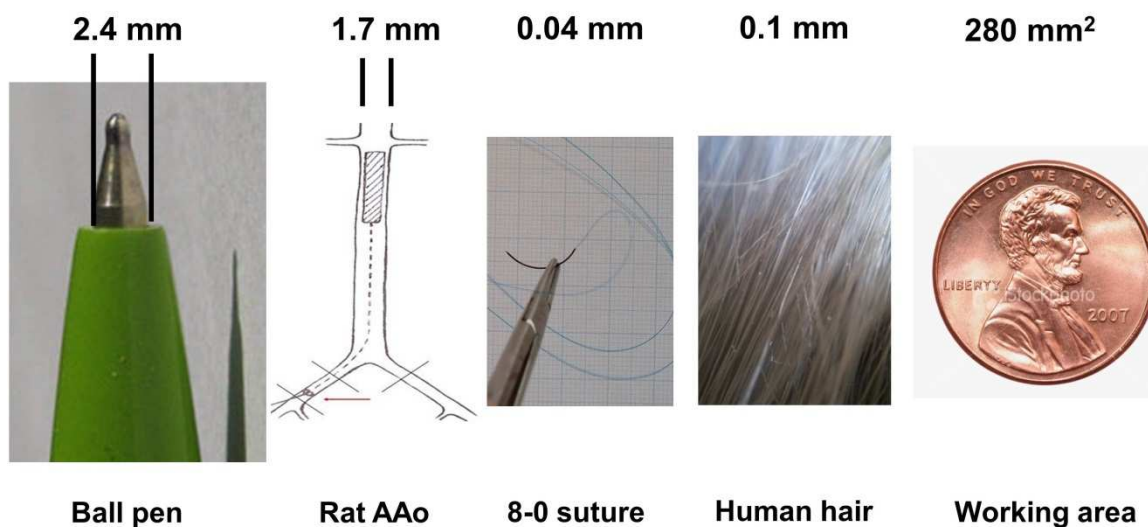 2.4 mm
1.7 mm
0.04 mm
0.1 mm
280 mm²
IN GOD WE TRUST
LIBERTY
iStockphoto
2007
Ball pen
Rat AAo
8-0 suture
Human hair
Working area